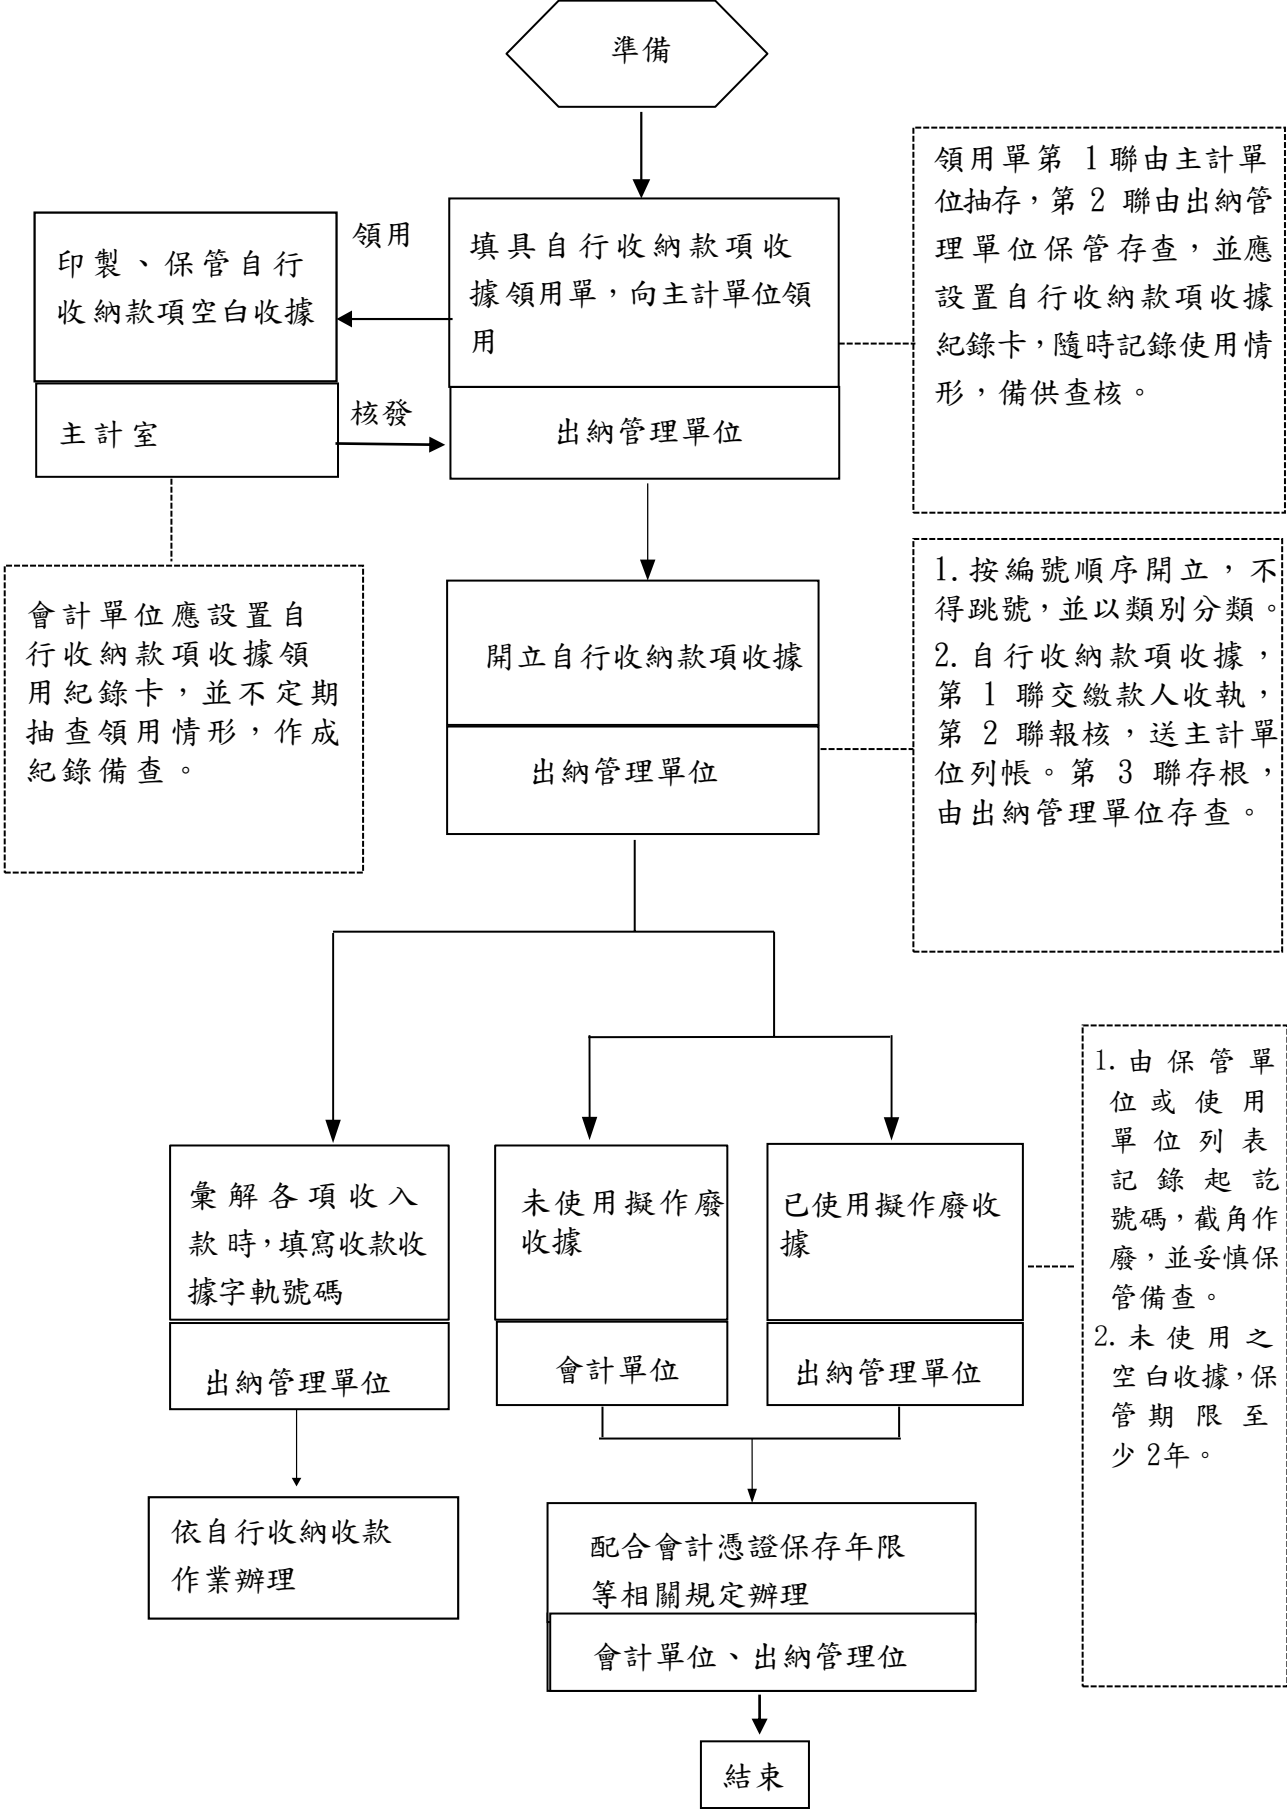 準備
領用單第 1 聯由主計單
位抽存，第 2 聯由出納管
理單位保管存查，並應
設置自行收納款項收據
紀錄卡，隨時記錄使用情
形，備供查核。
領用
印製、保管自行
收納款項空白收據
填具自行收納款項收
據領用單，向主計單位領
用
核發
主計室
出納管理單位
1. 按編號順序開立，不
得跳號，並以類別分類。
2. 自行收納款項收據，
第 1 聯交繳款人收執，
第 2 聯報核，送主計單
位列帳。第 3 聯存根，
由出納管理單位存查。
會計單位應設置自
行收納款項收據領
用紀錄卡，並不定期
抽查領用情形，作成
紀錄備查。
開立自行收納款項收據
出納管理單位
1. 由保管單
位或使用
單位列表
記錄起訖
號碼，截角作
廢，並妥慎保
管備查。
2. 未使用之
空白收據，保
管期限至
少 2年。
彙解各項收入
款時，填寫收款收
據字軌號碼
出納管理單位
未使用擬作廢
收據
會計單位
已使用擬作廢收
據
出納管理單位
依自行收納收款
作業辦理
配合會計憑證保存年限
等相關規定辦理
會計單位、出納管理位
結束